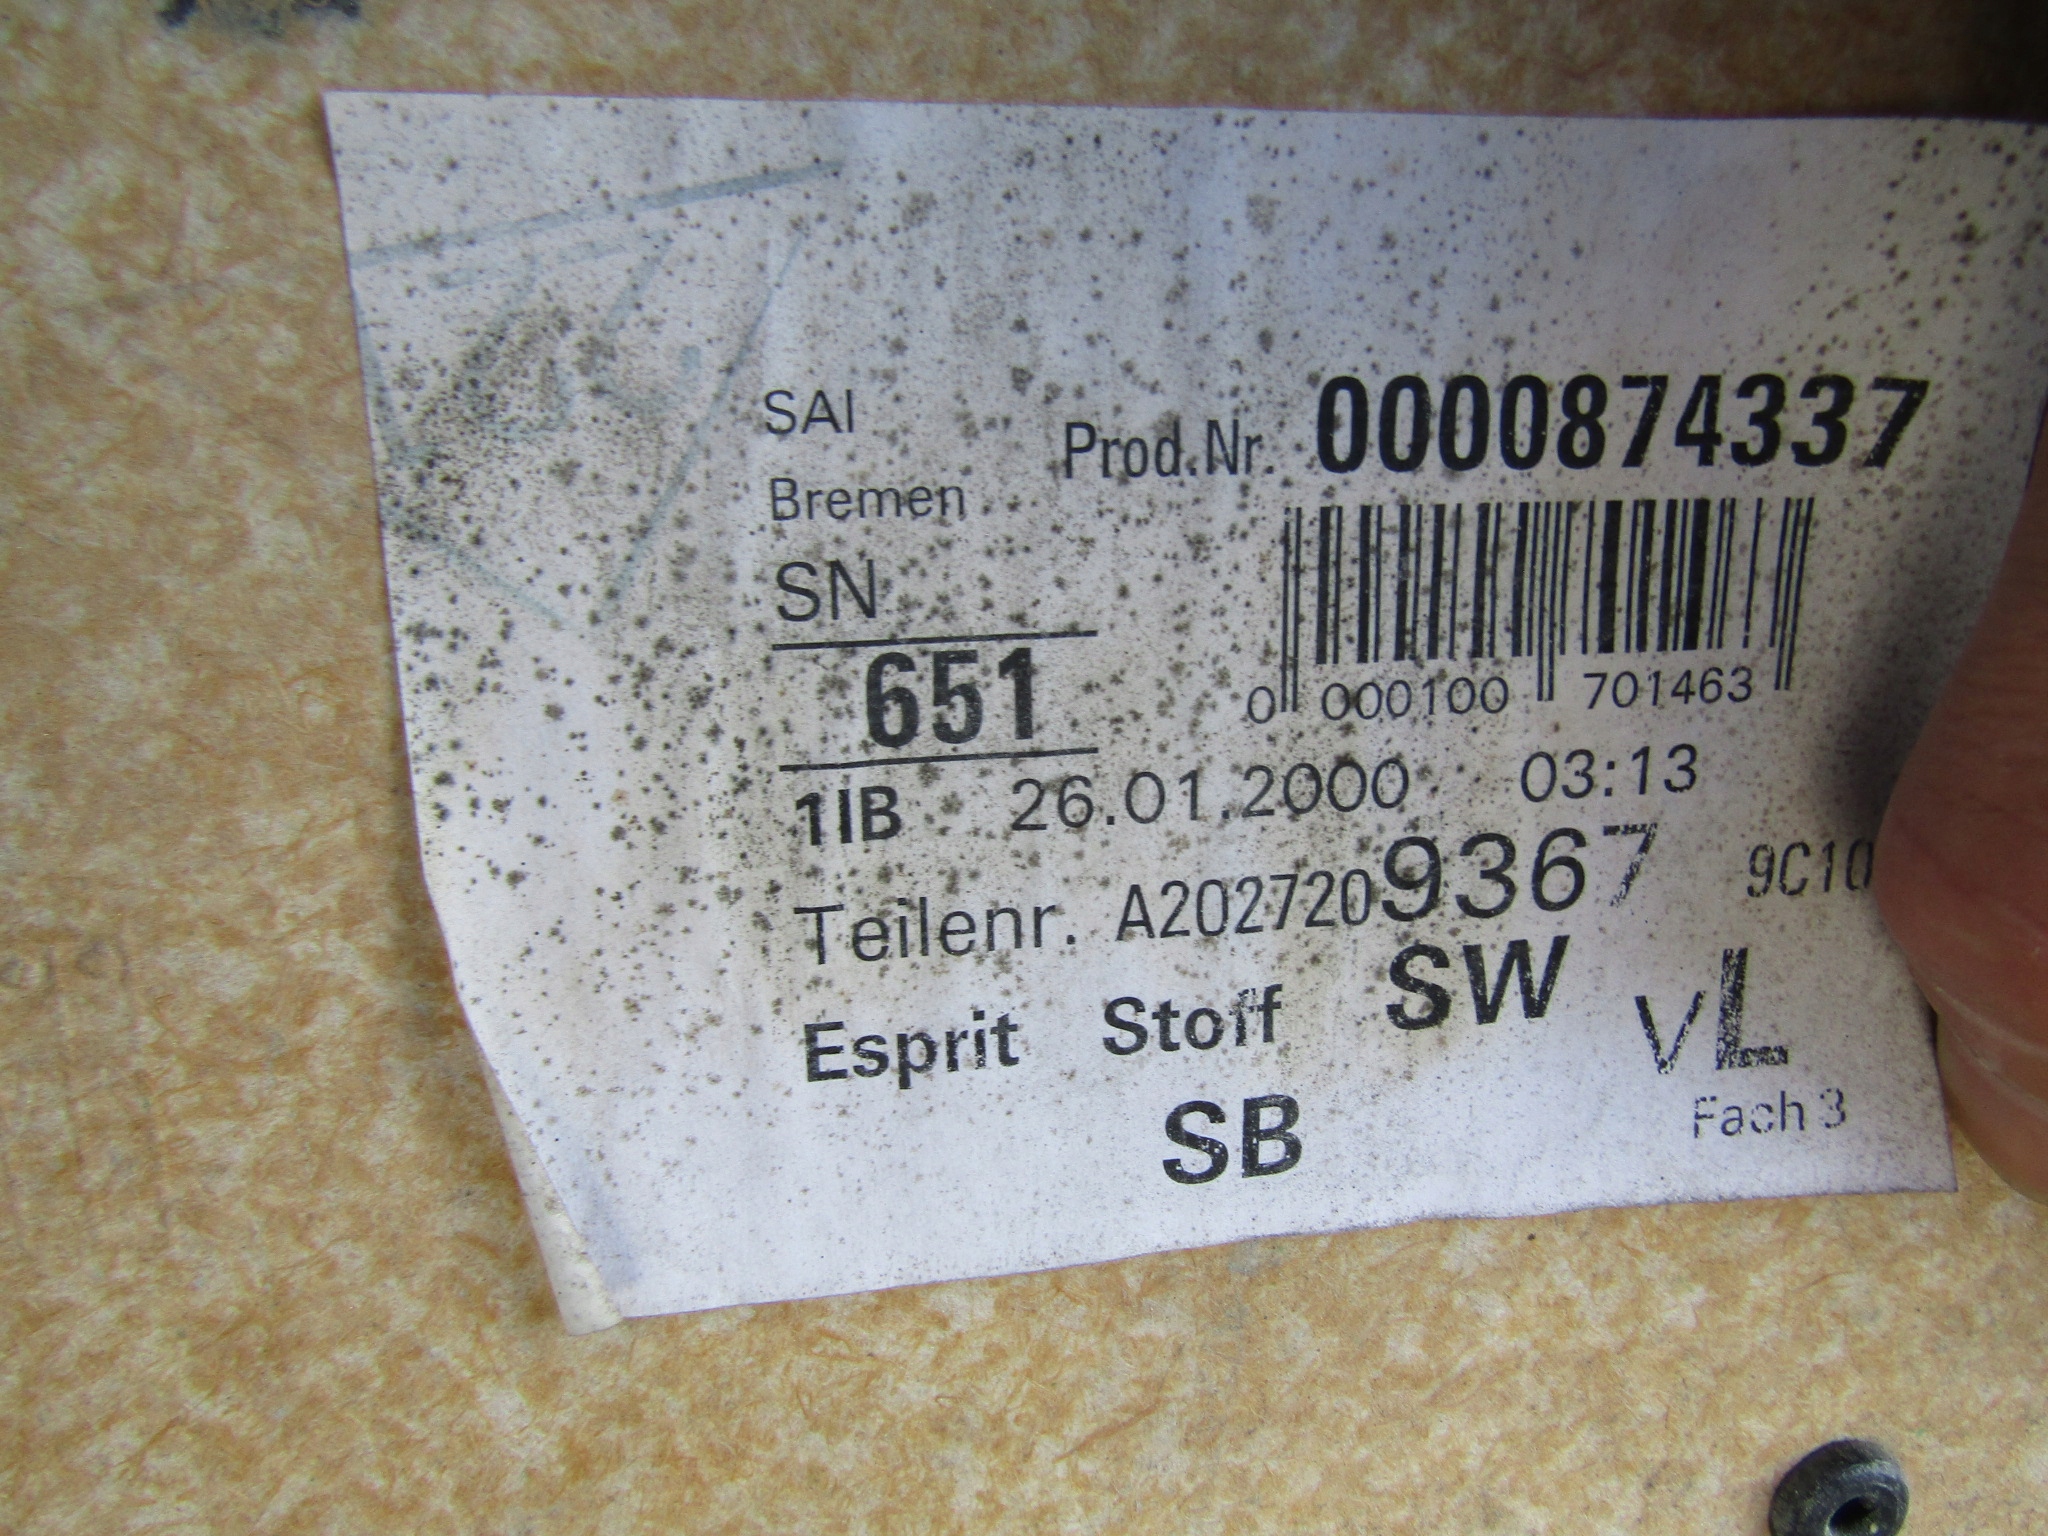 SAI
Prod.Nr. 0000874337
Bremen
SN
651
0 000100 701463
1IB 26.01.2000 03:13
Teilenr. A2027209367 9C10
Esprit Stoff SW VL
SB Fach 3